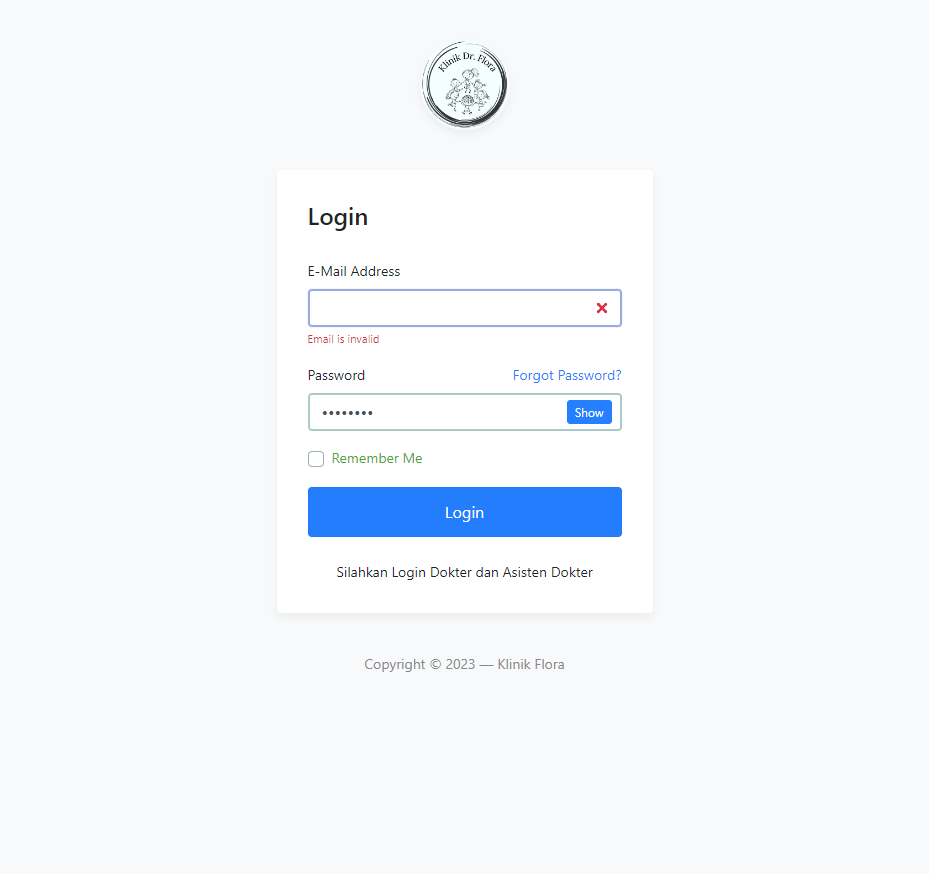 Klinik Dr. Flora
Login
E-Mail Address
Email is invalid
Password Forgot Password?
•••••••• Show
Remember Me
Login
Silahkan Login Dokter dan Asisten Dokter
Copyright © 2023 — Klinik Flora